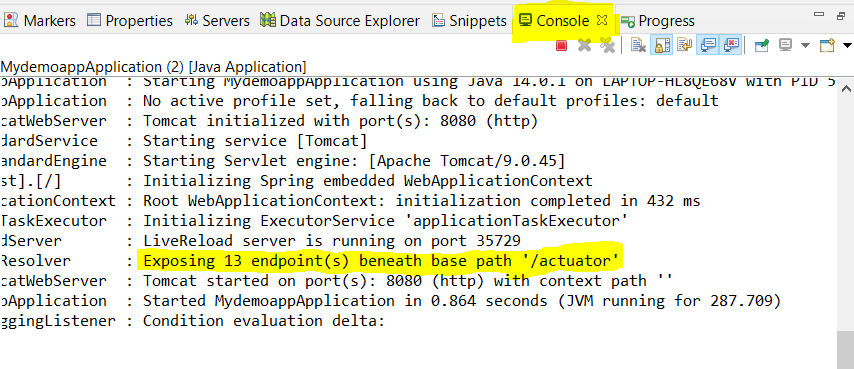 Markers Properties Servers Data Source Explorer Snippets Console Progress
MydemoappApplication (2) [Java Application]
oApplication : Starting MydemoappApplication using Java 14.0.1 on LAPTOP-HL8QE68V with PID 5
oApplication : No active profile set, falling back to default profiles: default
catWebServer : Tomcat initialized with port(s): 8080 (http)
dardService : Starting service [Tomcat]
andardEngine : Starting Servlet engine: [Apache Tomcat/9.0.45]
st].[/] : Initializing Spring embedded WebApplicationContext
cationContext : Root WebApplicationContext: initialization completed in 432 ms
TaskExecutor : Initializing ExecutorService 'applicationTaskExecutor'
dServer : LiveReload server is running on port 35729
Resolver : Exposing 13 endpoint(s) beneath base path '/actuator'
catWebServer : Tomcat started on port(s): 8080 (http) with context path ''
pApplication : Started MydemoappApplication in 0.864 seconds (JVM running for 287.709)
ggingListener : Condition evaluation delta: